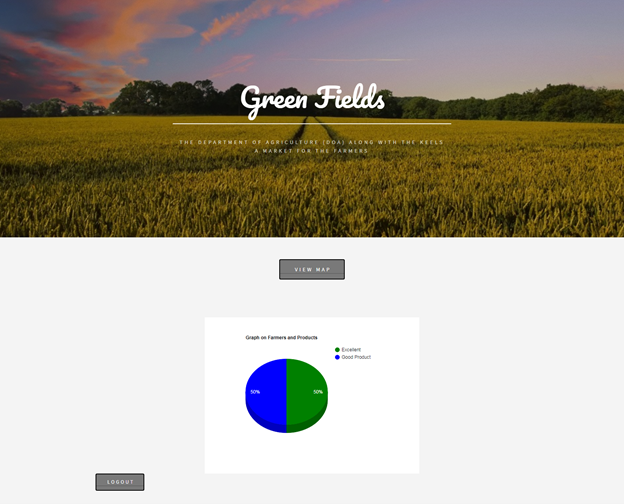 Green Fields
THE DEPARTMENT OF AGRICULTURE (DOA) ALONG WITH THE KEELS
A MARKET FOR THE FARMERS
VIEW MAP
Graph on Farmers and Products
Excellent
Good Product
50%
50%
LOGOUT